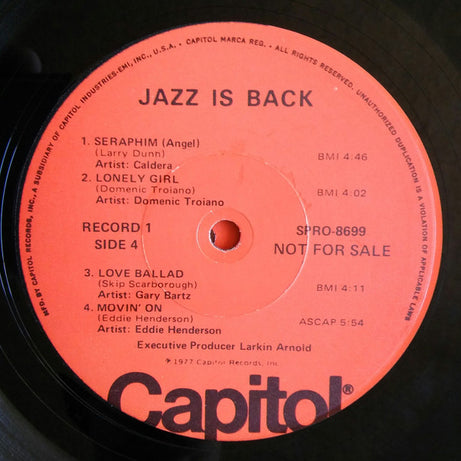 MFG. BY CAPITOL RECORDS, INC., A SUBSIDIARY OF CAPITOL INDUSTRIES-EMI, INC., U.S.A. • CAPITOL MARCA REG. • ALL RIGHTS RESERVED. UNAUTHORIZED DUPLICATION IS A VIOLATION OF APPLICABLE LAWS
JAZZ IS BACK
1. SERAPHIM (Angel)
(Larry Dunn) BMI 4:46
Artist: Caldera
2. LONELY GIRL
(Domenic Troiano) BMI 4:02
Artist: Domenic Troiano
RECORD 1 SPRO-8699
SIDE 4 NOT FOR SALE
3. LOVE BALLAD
(Skip Scarborough) BMI 4:11
Artist: Gary Bartz
4. MOVIN' ON
(Eddie Henderson) ASCAP 5:54
Artist: Eddie Henderson
Executive Producer Larkin Arnold
℗ 1977 Capitol Records, Inc.
Capitol®